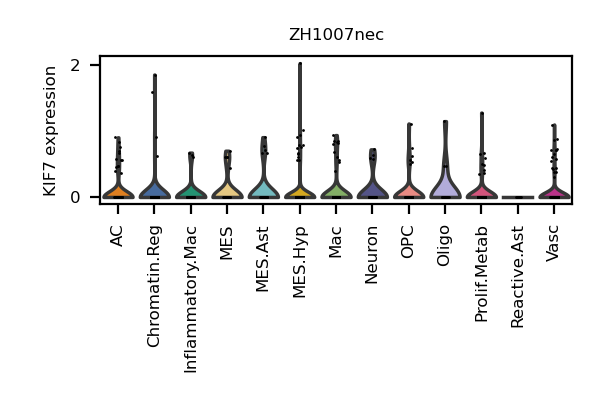 ZH1007nec
KIF7 expression
2
0
AC
Chromatin.Reg
Inflammatory.Mac
MES
MES.Ast
MES.Hyp
Mac
Neuron
OPC
Oligo
Prolif.Metab
Reactive.Ast
Vasc